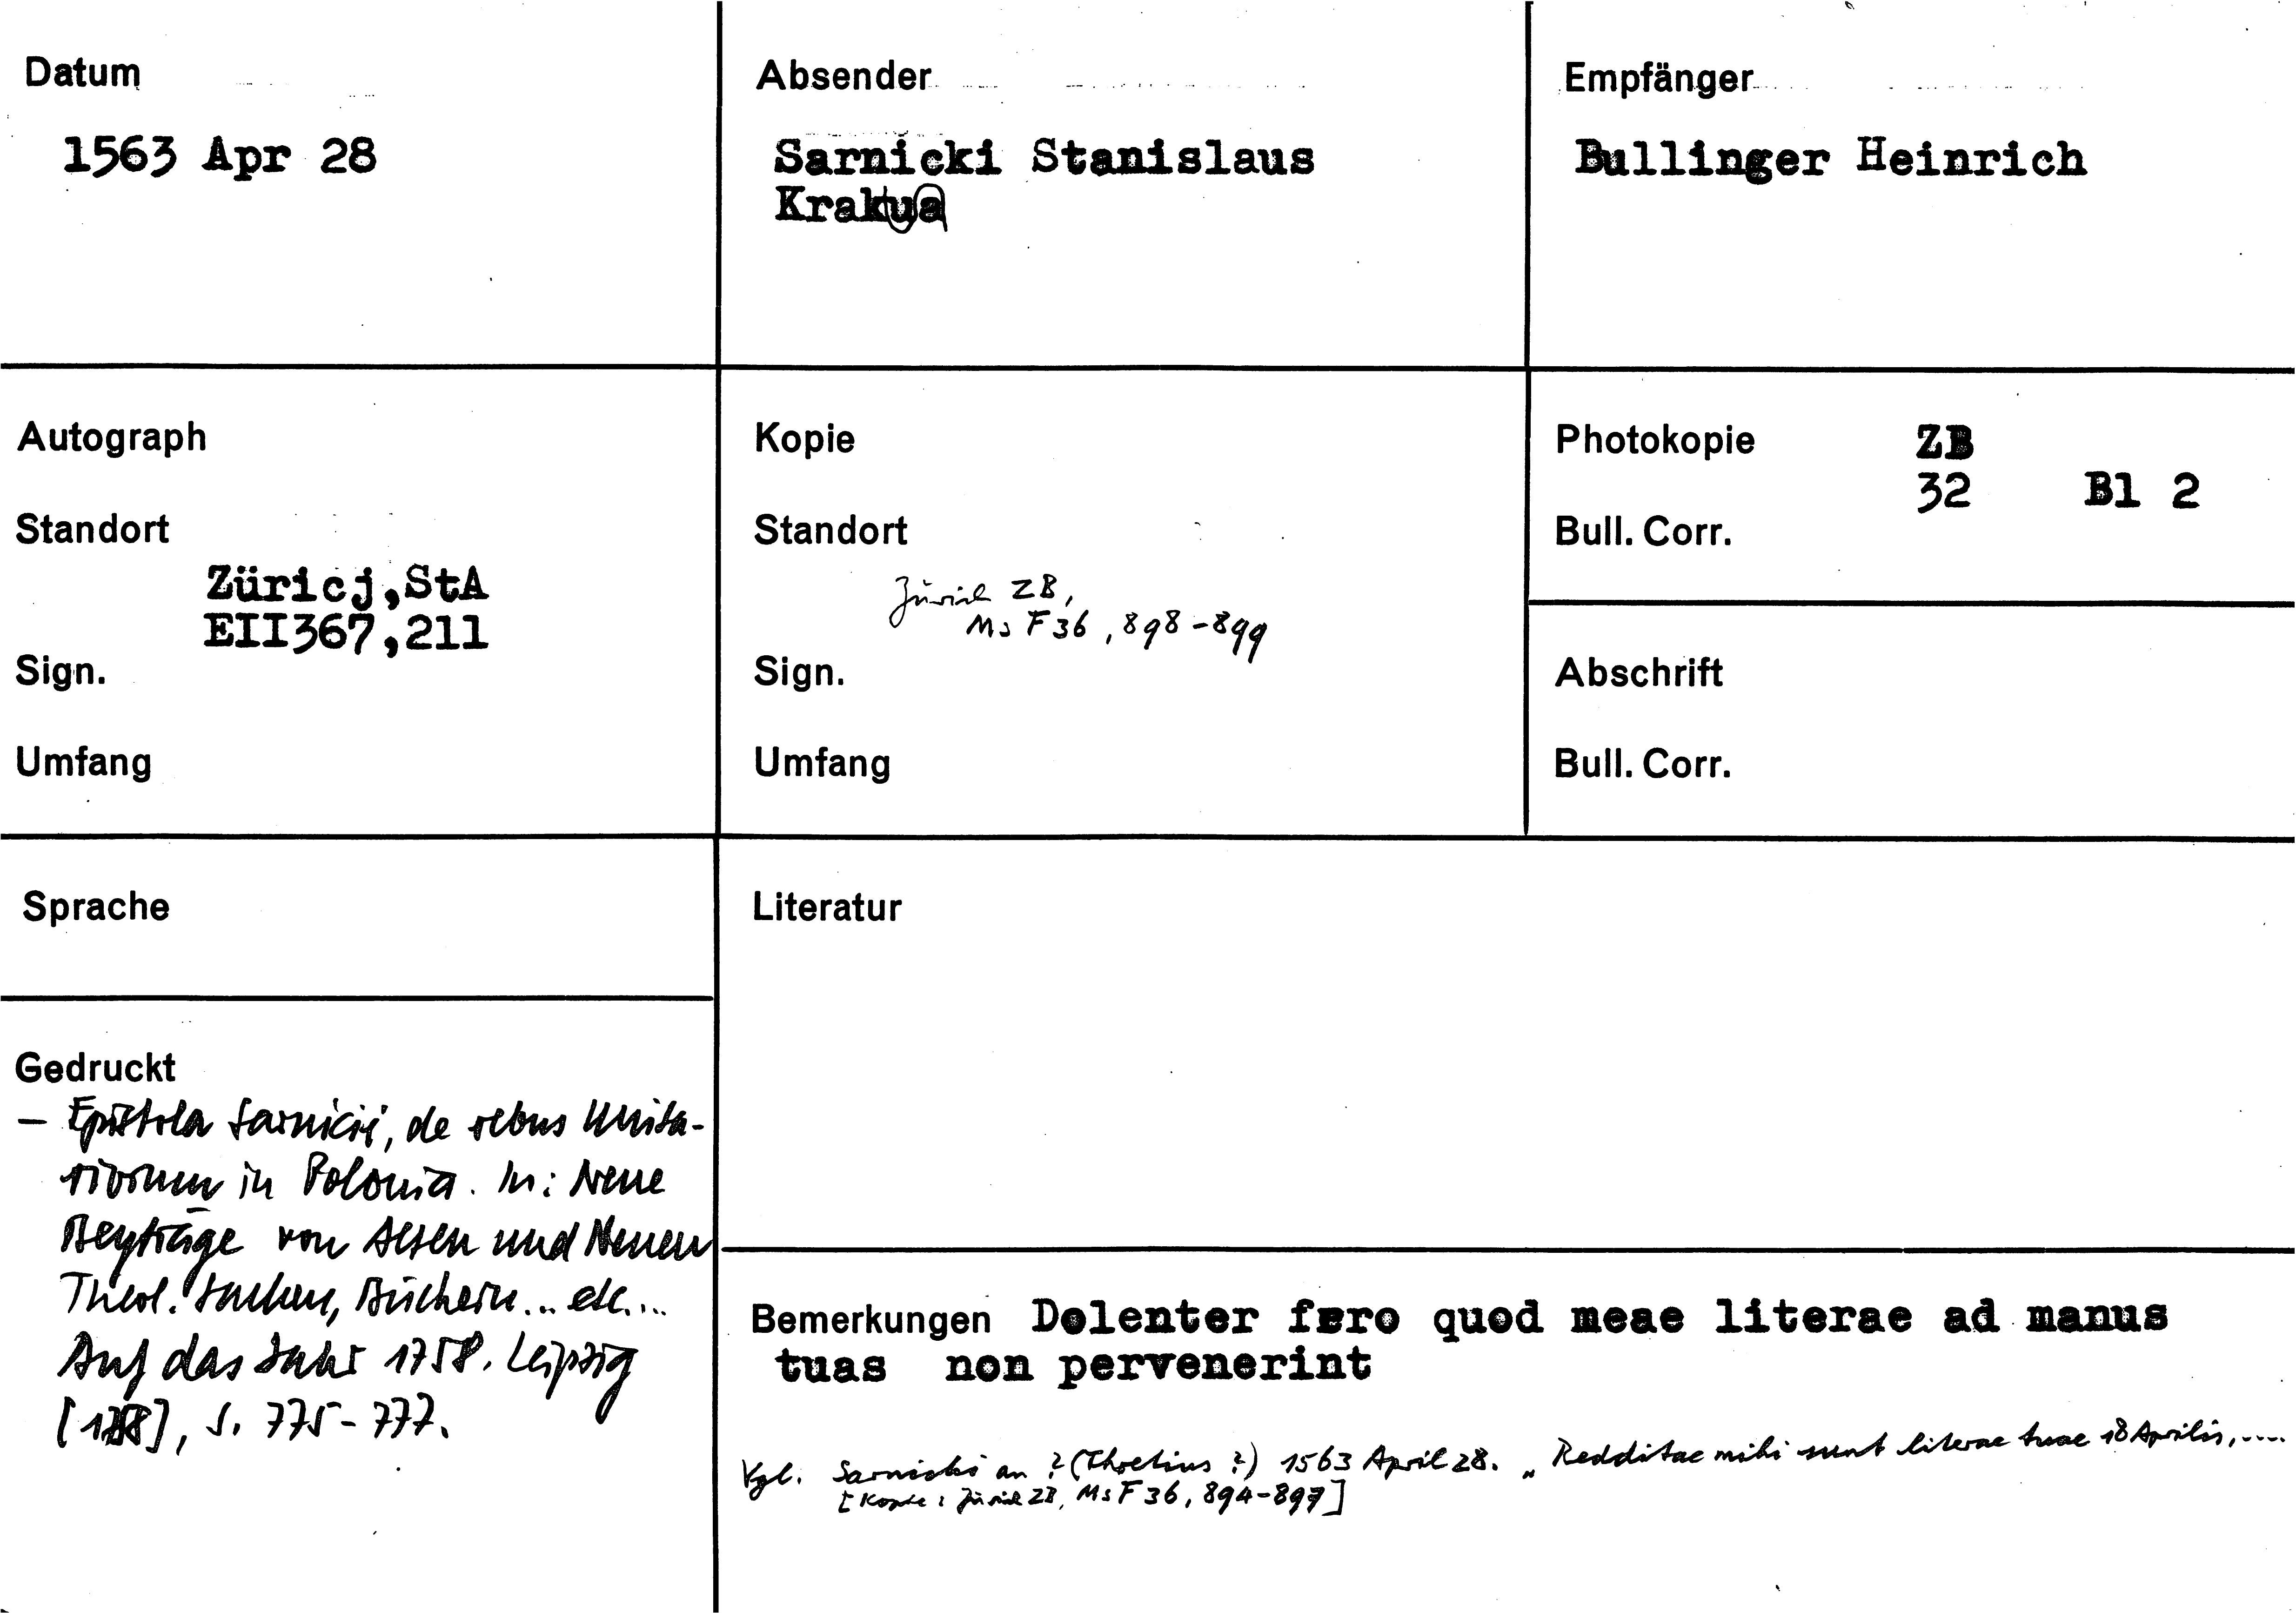 Datum
1563 Apr 28
Absender
Sarnicki Stanislaus
Krakua
Empfänger
Bullinger Heinrich
Autograph
Standort
Züricj,StA
EII367,211
Sign.
Umfang
Kopie
Standort
Zürich ZB,
Ms F 36, 898-899
Sign.
Umfang
Photokopie ZB
32 Bl 2
Bull. Corr.
Abschrift
Bull. Corr.
Sprache
Gedruckt
- Epistola Sarnicii, de rebus Unita-
riorum in Polonia. In: Neue
Beyträge von Alten und Neuen
Theol. Sachen, Büchern... etc...
Auf das Jahr 1758. Leipzig
[1758], S. 775-777.
Literatur
Bemerkungen Dolenter fero quod meae literae ad manus
tuas non pervenerint
Vgl. Sarnicki an ? (Thretius ?) 1563 April 28. „Redditae mihi sunt literae tuae 18 Aprilis,....
[Kopie: Zürich ZB, Ms F 36, 894-897]